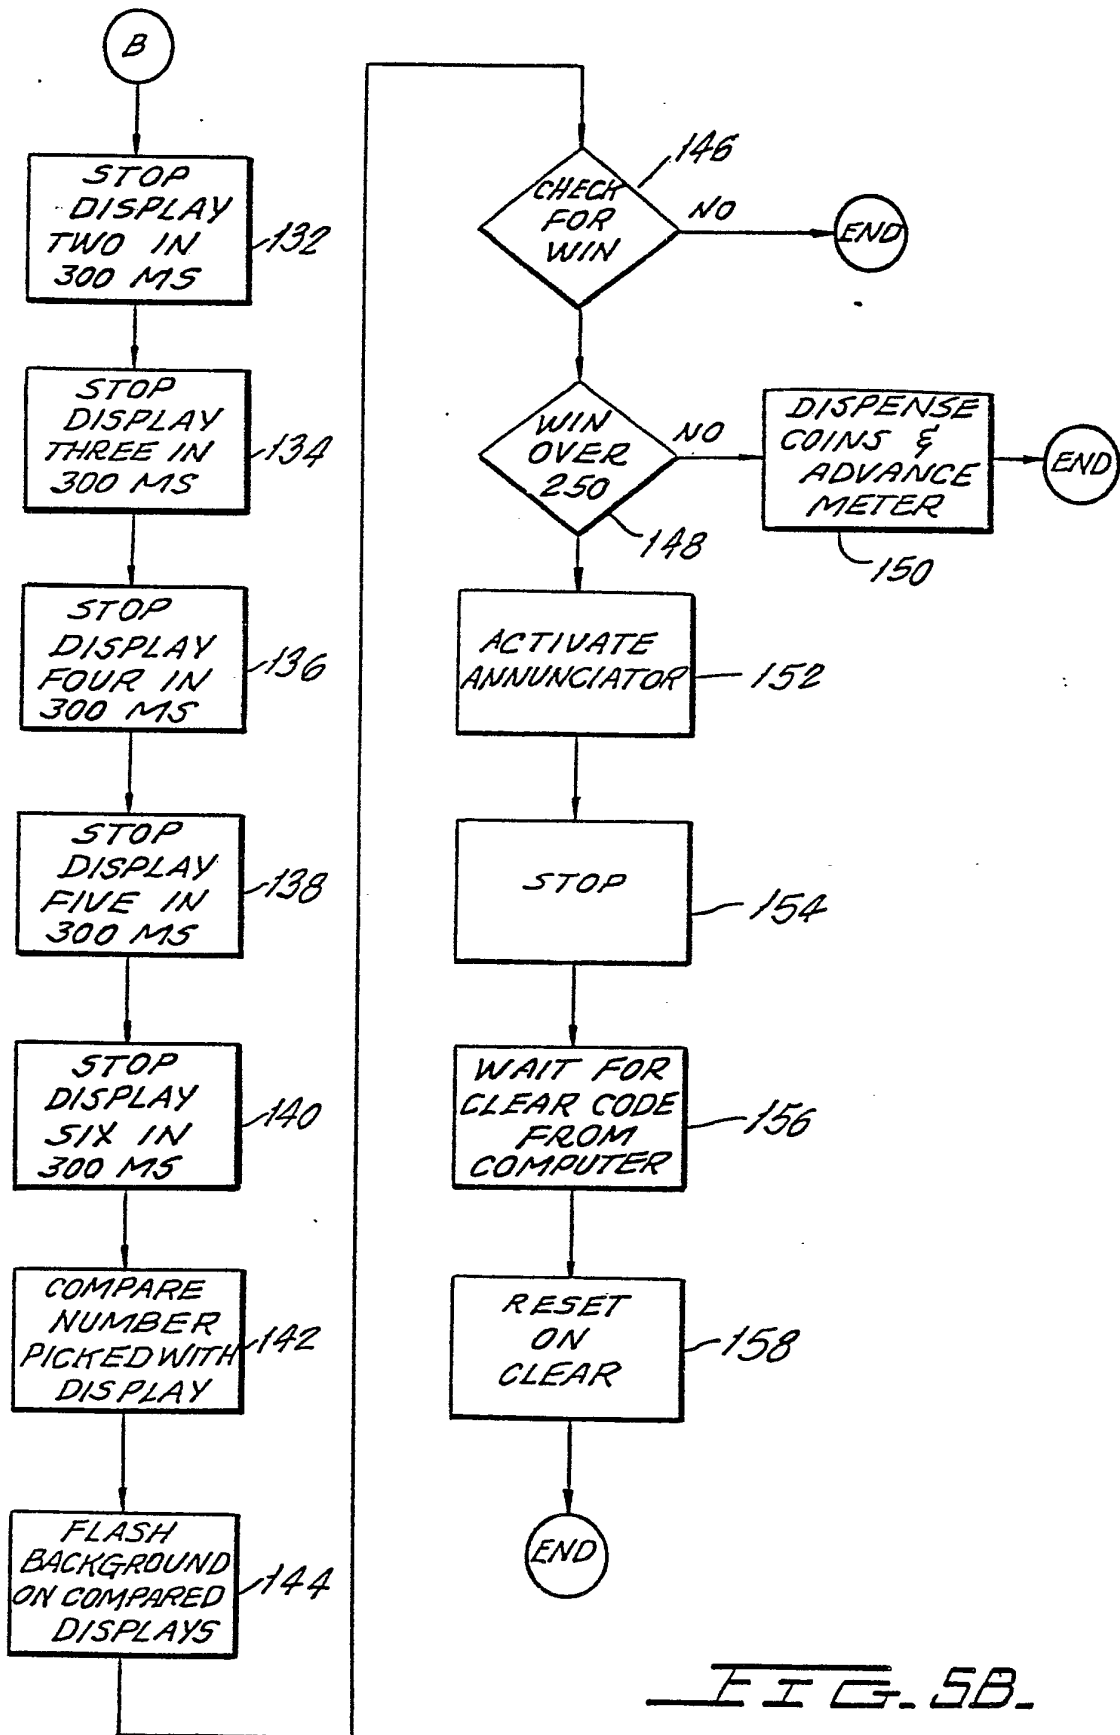 B
STOP
DISPLAY
TWO IN
300 MS
132
STOP
DISPLAY
THREE IN
300 MS
134
STOP
DISPLAY
FOUR IN
300 MS
136
STOP
DISPLAY
FIVE IN
300 MS
138
STOP
DISPLAY
SIX IN
300 MS
140
COMPARE
NUMBER
PICKED WITH
DISPLAY
142
FLASH
BACKGROUND
ON COMPARED
DISPLAYS
144
CHECK
FOR
WIN
146
NO
END
WIN
OVER
250
148
NO
DISPENSE
COINS &
ADVANCE
METER
150
END
ACTIVATE
ANNUNCIATOR
152
STOP
154
WAIT FOR
CLEAR CODE
FROM
COMPUTER
156
RESET
ON
CLEAR
158
END
FIG. 5B.